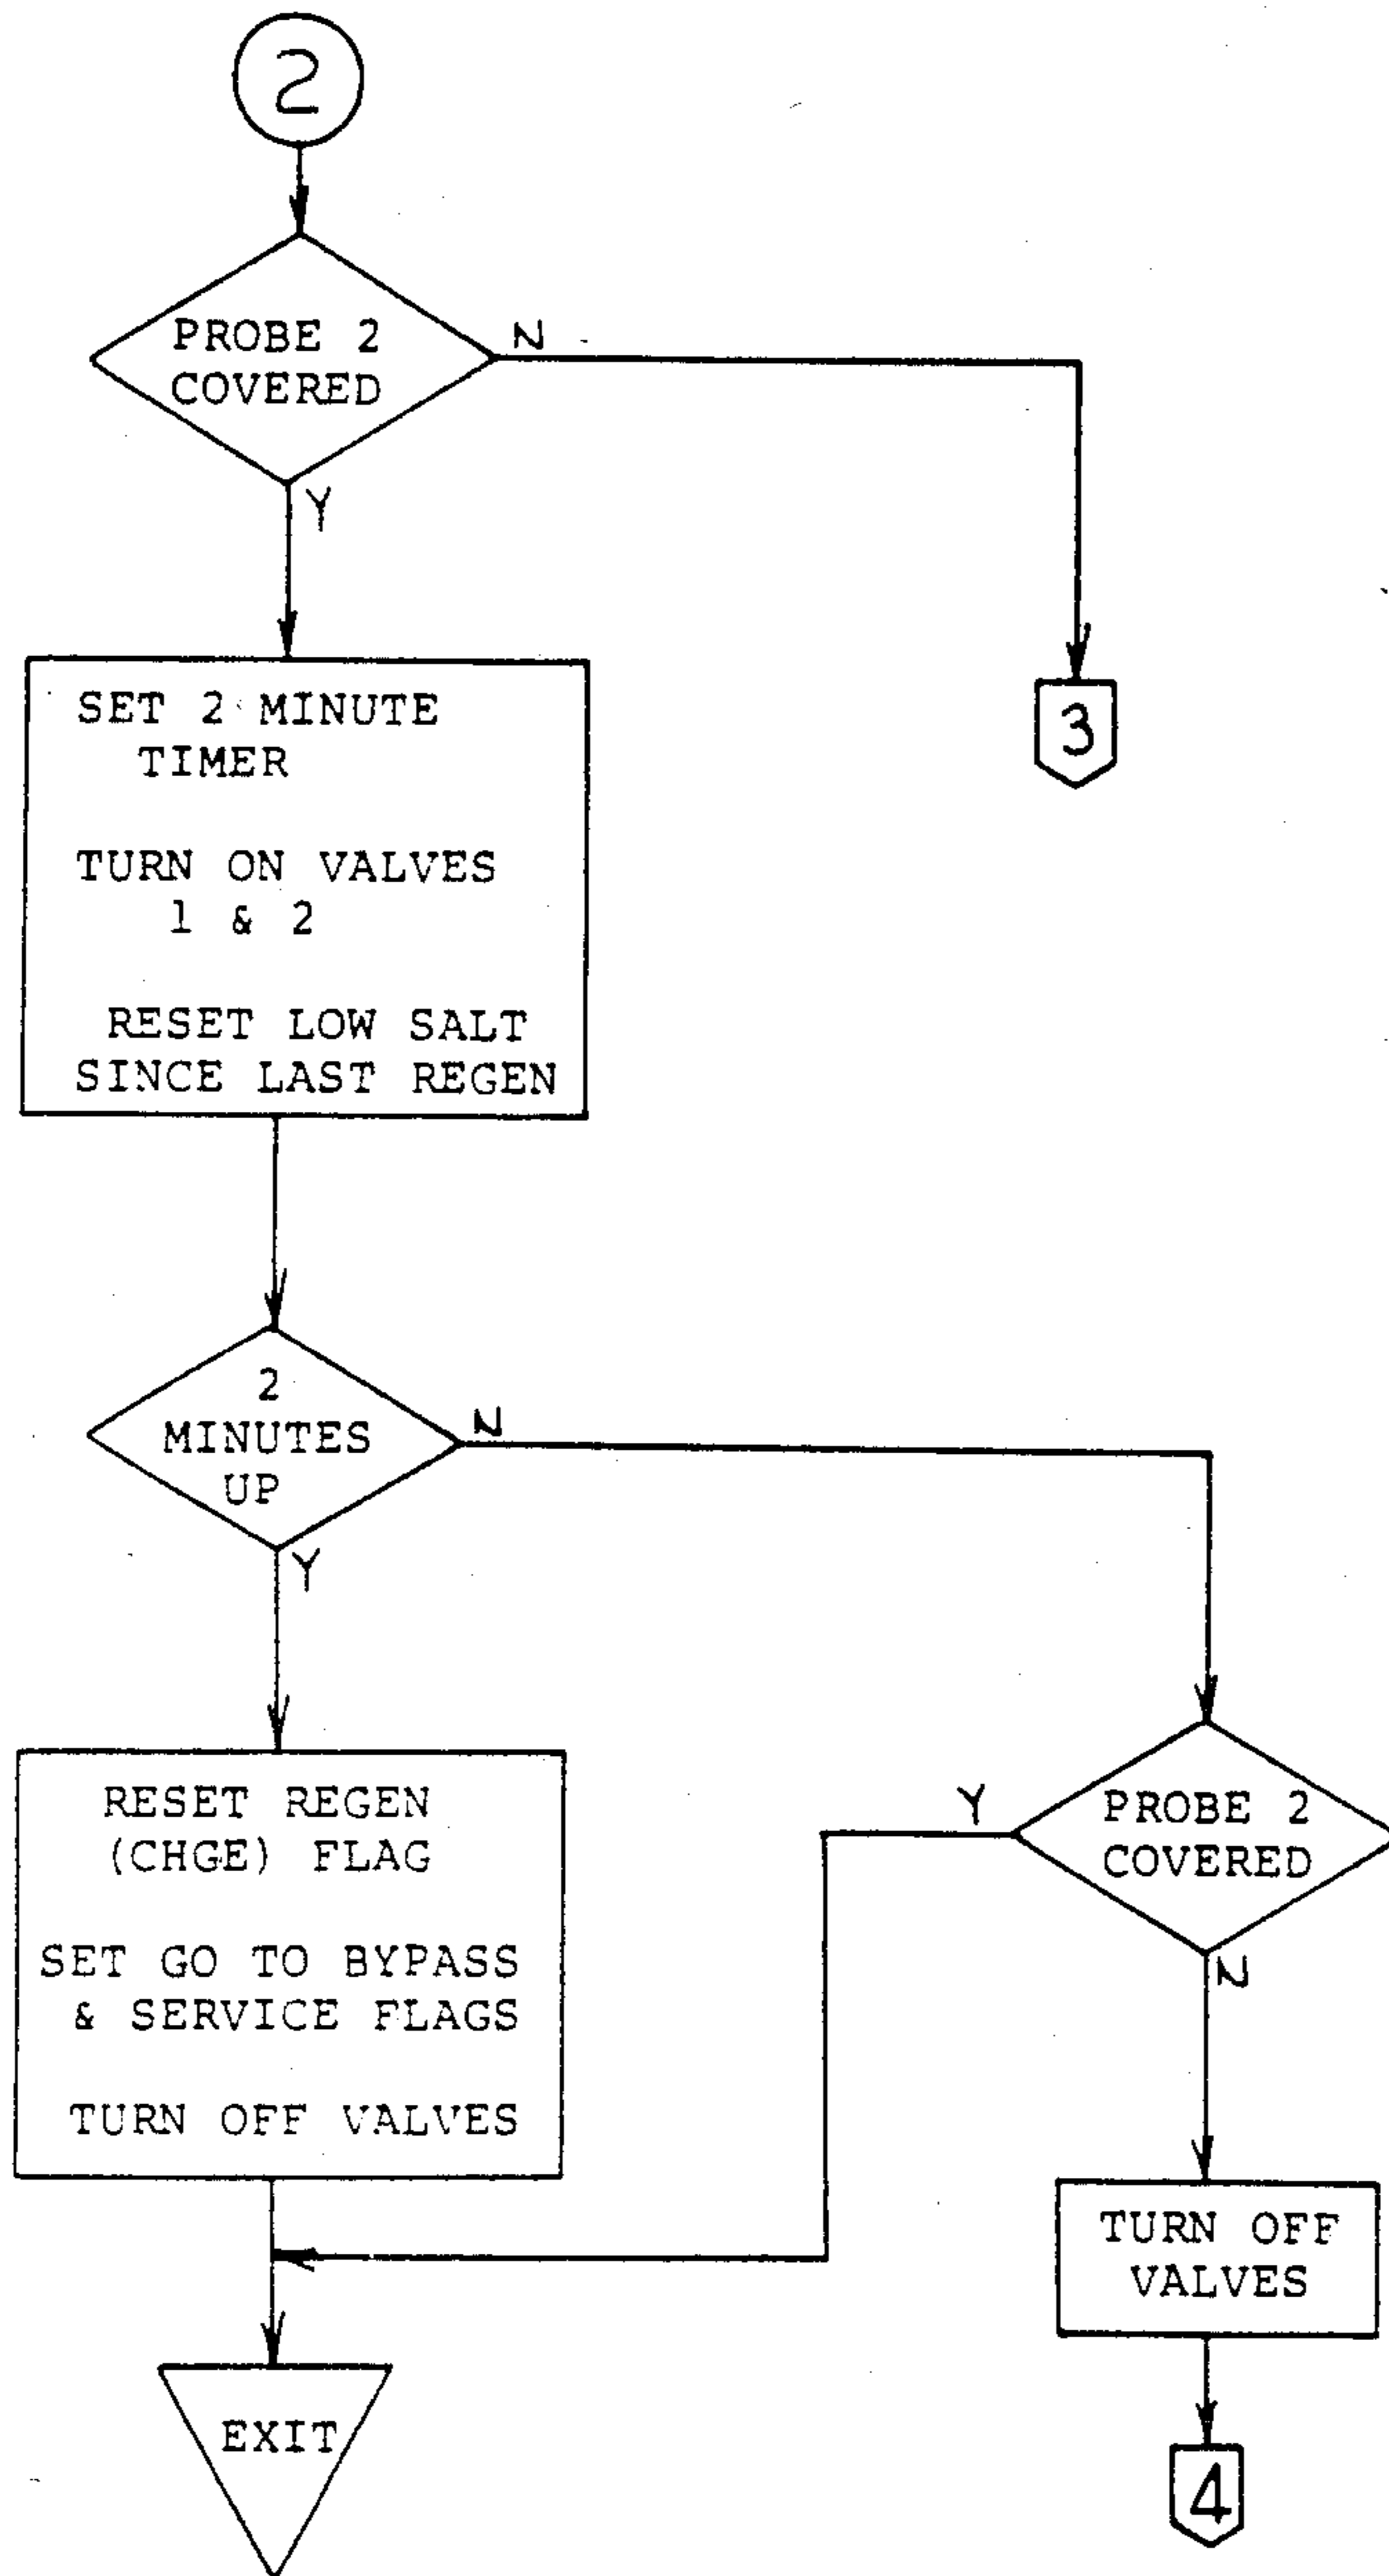 2
PROBE 2
COVERED
N
Y
SET 2 MINUTE
TIMER
TURN ON VALVES
1 & 2
RESET LOW SALT
SINCE LAST REGEN
3
2
MINUTES
UP
N
Y
RESET REGEN
(CHGE) FLAG
SET GO TO BYPASS
& SERVICE FLAGS
TURN OFF VALVES
Y
PROBE 2
COVERED
N
TURN OFF
VALVES
EXIT
4